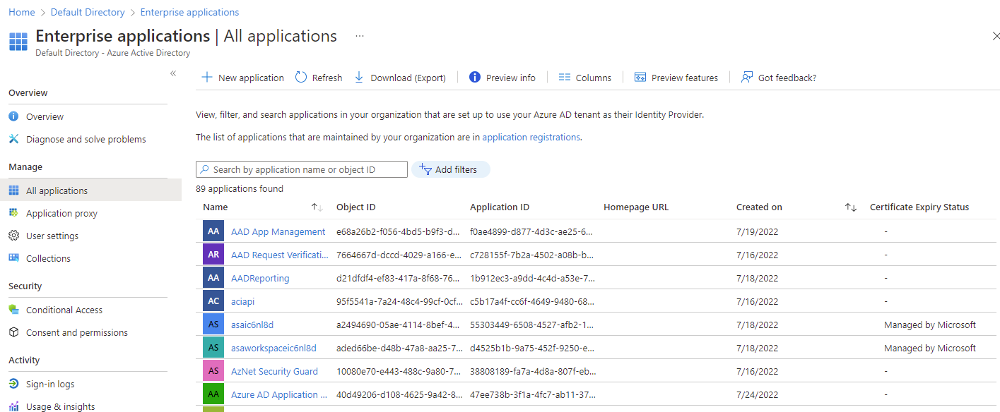 Home > Default Directory > Enterprise applications
Enterprise applications | All applications ...
Default Directory - Azure Active Directory
Overview
Overview
Diagnose and solve problems
Manage
All applications
Application proxy
User settings
Collections
Security
Conditional Access
Consent and permissions
Activity
Sign-in logs
Usage & insights
New application Refresh Download (Export) Preview info Columns Preview features Got feedback?
View, filter, and search applications in your organization that are set up to use your Azure AD tenant as their Identity Provider.
The list of applications that are maintained by your organization are in application registrations.
Search by application name or object ID Add filters
89 applications found
Name Object ID Application ID Homepage URL Created on Certificate Expiry Status
AA AAD App Management e68a26b2-f056-4bd5-b9f3-d... f0ae4899-d877-4d3c-ae25-6... 7/19/2022 -
AR AAD Request Verificati... 7664667d-dccd-4029-a166-e... c728155f-7b2a-4502-a08b-b... 7/16/2022 -
AA AADReporting d21dfdf4-ef83-417a-8f68-76... 1b912ec3-a9dd-4c4d-a53e-7... 7/18/2022 -
AC aciapi 95f5541a-7a24-48c4-99cf-0cf... c5b17a4f-cc6f-4649-9480-68... 7/16/2022 -
AS asaic6nl8d a2494690-05ae-4114-8bef-4... 55303449-6508-4527-afb2-1... 7/18/2022 Managed by Microsoft
AS asaworkspaceic6nl8d aded66be-d48b-47a8-aa25-7... d4525b1b-9a75-452f-9250-e... 7/18/2022 Managed by Microsoft
AS AzNet Security Guard 10080e70-e443-488c-9a80-7... 38808189-fa7a-4d8a-807f-eb... 7/16/2022 -
AA Azure AD Application ... 40d49206-d108-4625-9a42-8... 47ee738b-3f1a-4fc7-ab11-37... 7/24/2022 -